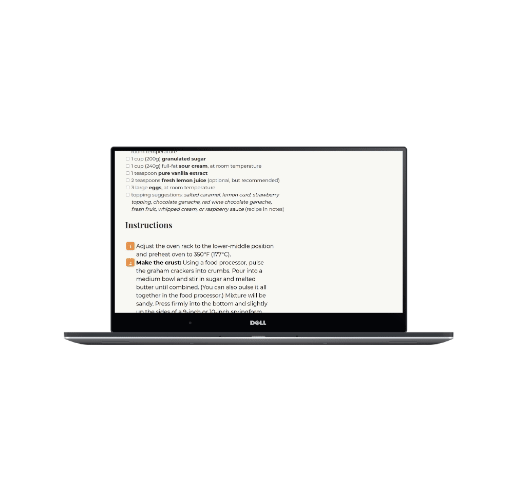 room temperature
1 cup (200g) granulated sugar
1 cup (240g) full-fat sour cream, at room temperature
1 teaspoon pure vanilla extract
2 teaspoons fresh lemon juice (optional, but recommended)
3 large eggs, at room temperature
topping suggestions: salted caramel, lemon curd, strawberry
topping, chocolate ganache, red wine chocolate ganache,
fresh fruit, whipped cream, or raspberry sauce (recipe in notes)
Instructions
1 Adjust the oven rack to the lower-middle position
and preheat oven to 350°F (177°C).
2 Make the crust: Using a food processor, pulse
the graham crackers into crumbs. Pour into a
medium bowl and stir in sugar and melted
butter until combined. (You can also pulse it all
together in the food processor.) Mixture will be
sandy. Press firmly into the bottom and slightly
up the sides of a 9-inch or 10-inch springform
DELL